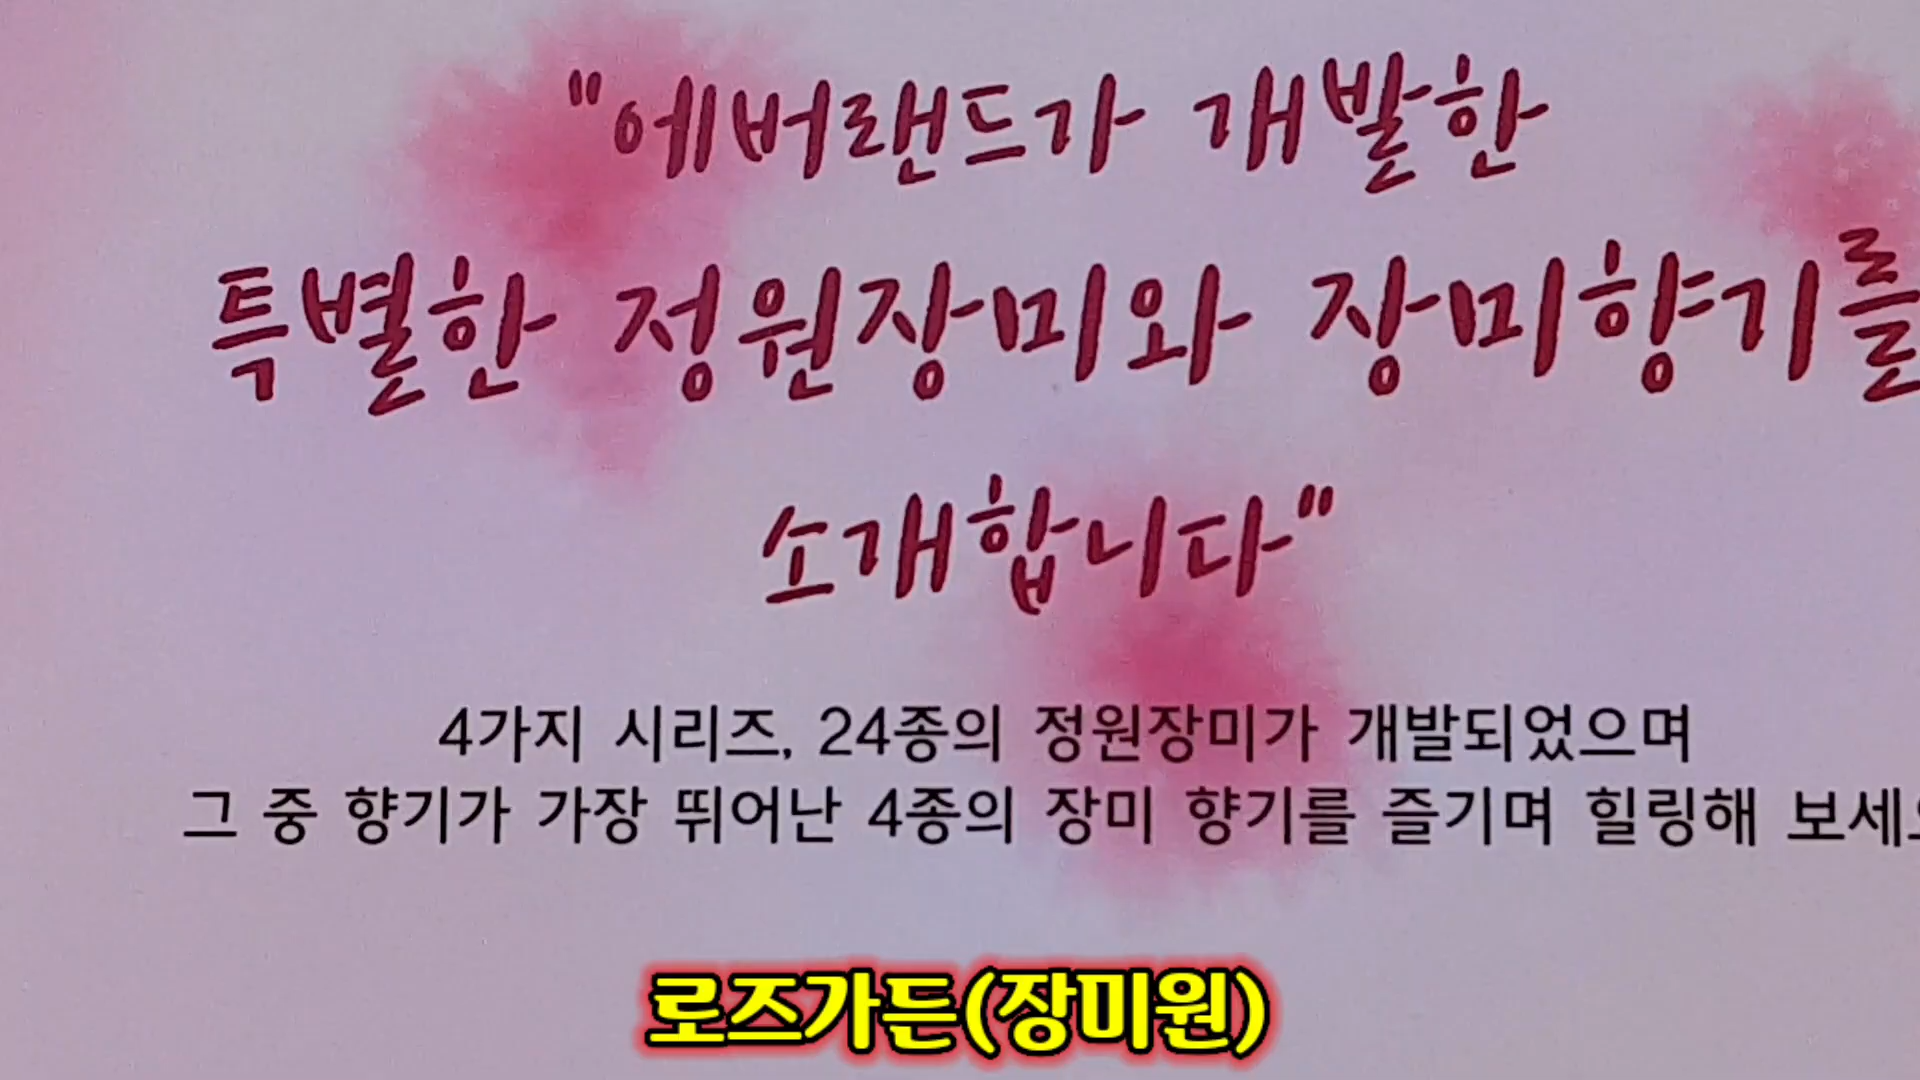 "에버랜드가 개발한
특별한 정원장미와 장미향기를
소개합니다"
4가지 시리즈, 24종의 정원장미가 개발되었으며
그 중 향기가 가장 뛰어난 4종의 장미 향기를 즐기며 힐링해
로즈가든(장미원)